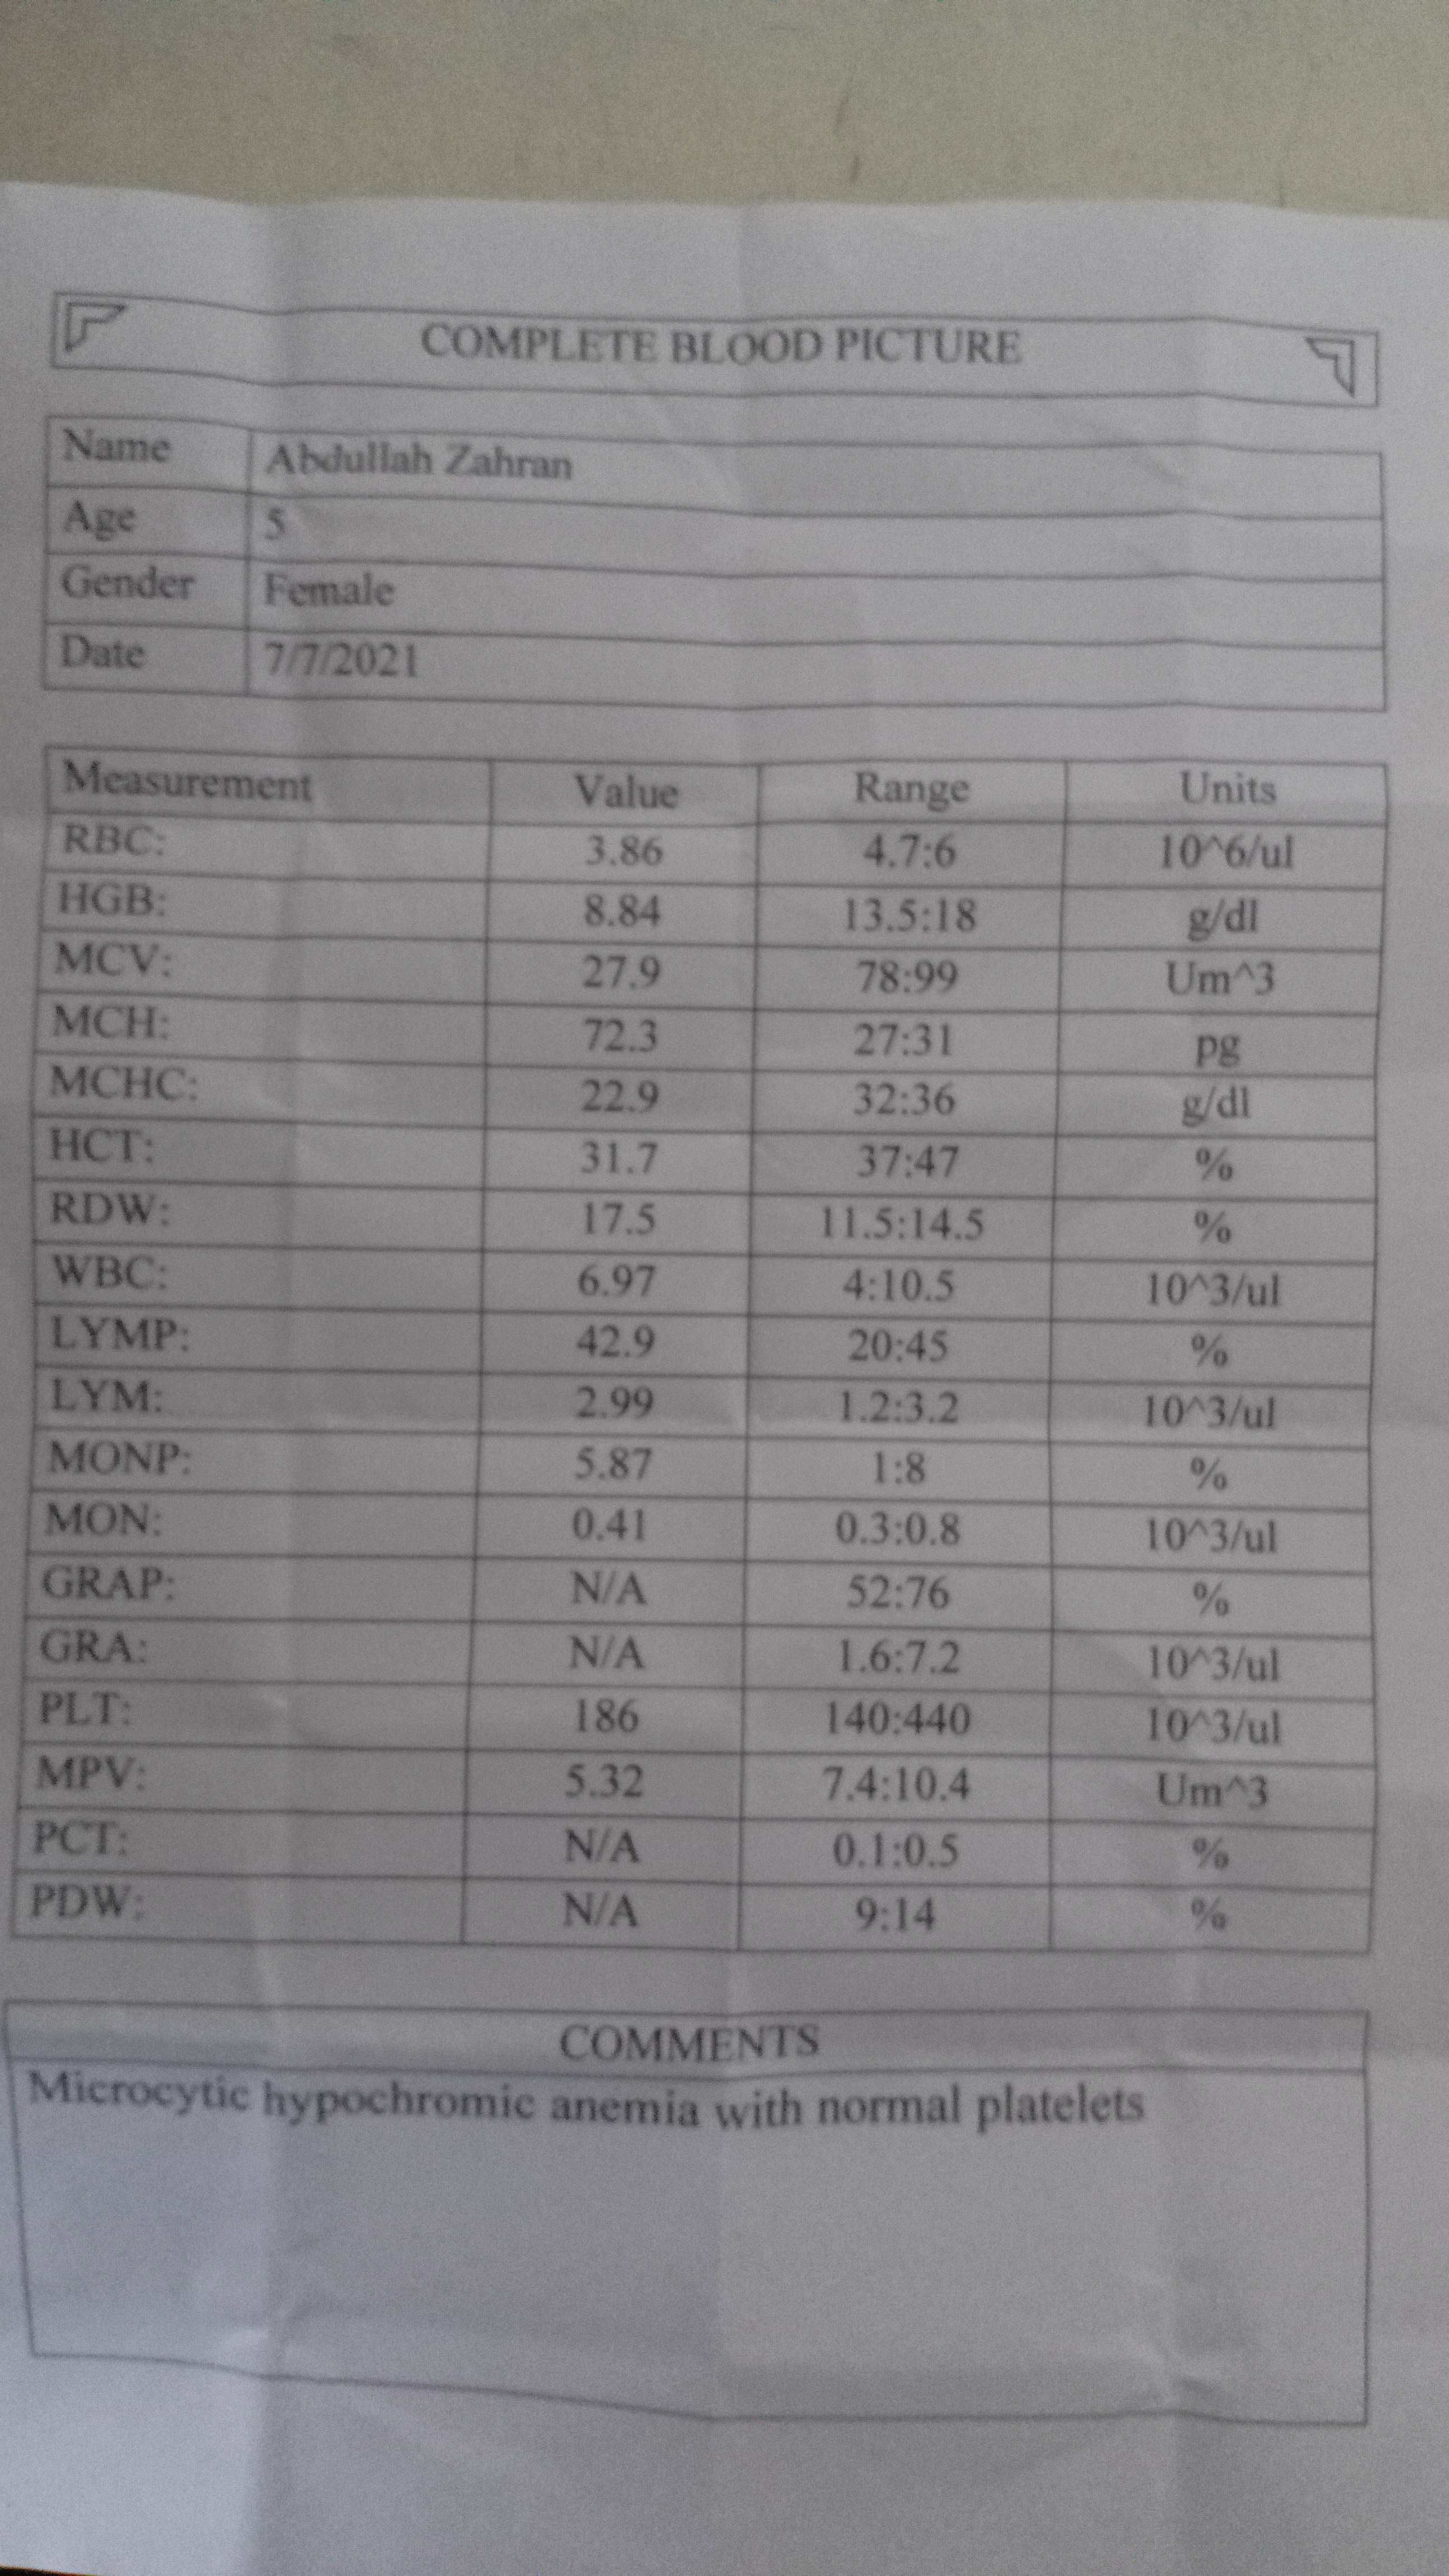 COMPLETE BLOOD PICTURE
Name Abdullah Zahran
Age 5
Gender Female
Date 7/7/2021
Measurement Value Range Units
RBC: 3.86 4.7:6 10^6/ul
HGB: 8.84 13.5:18 g/dl
MCV: 27.9 78:99 Um^3
MCH: 72.3 27:31 pg
MCHC: 22.9 32:36 g/dl
HCT: 31.7 37:47 %
RDW: 17.5 11.5:14.5 %
WBC: 6.97 4:10.5 10^3/ul
LYMP: 42.9 20:45 %
LYM: 2.99 1.2:3.2 10^3/ul
MONP: 5.87 1:8 %
MON: 0.41 0.3:0.8 10^3/ul
GRAP: N/A 52:76 %
GRA: N/A 1.6:7.2 10^3/ul
PLT: 186 140:440 10^3/ul
MPV: 5.32 7.4:10.4 Um^3
PCT: N/A 0.1:0.5 %
PDW: N/A 9:14 %
COMMENTS
Microcytic hypochromic anemia with normal platelets